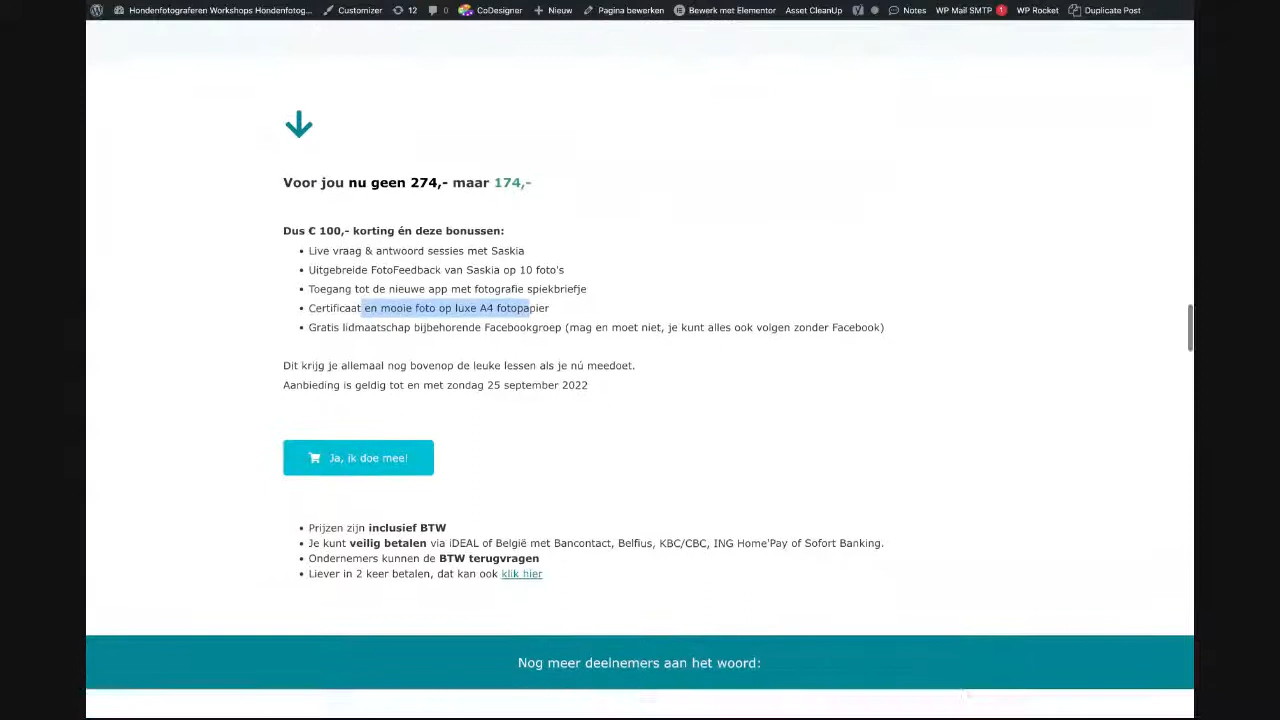 Hondenfotograferen Workshops Hondenfotog... Customizer 12 0 CoDesigner Nieuw Pagina bewerken Bewerk met Elementor Asset CleanUp Notes WP Mail SMTP 1 WP Rocket Duplicate Post
Voor jou nu geen 274,- maar 174,-
Dus € 100,- korting én deze bonussen:
• Live vraag & antwoord sessies met Saskia
• Uitgebreide FotoFeedback van Saskia op 10 foto's
• Toegang tot de nieuwe app met fotografie spiekbriefje
• Certificaat en mooie foto op luxe A4 fotopapier
• Gratis lidmaatschap bijbehorende Facebookgroep (mag en moet niet, je kunt alles ook volgen zonder Facebook)
Dit krijg je allemaal nog bovenop de leuke lessen als je nú meedoet.
Aanbieding is geldig tot en met zondag 25 september 2022
Ja, ik doe mee!
• Prijzen zijn inclusief BTW
• Je kunt veilig betalen via iDEAL of België met Bancontact, Belfius, KBC/CBC, ING Home'Pay of Sofort Banking.
• Ondernemers kunnen de BTW terugvragen
• Liever in 2 keer betalen, dat kan ook klik hier
Nog meer deelnemers aan het woord: